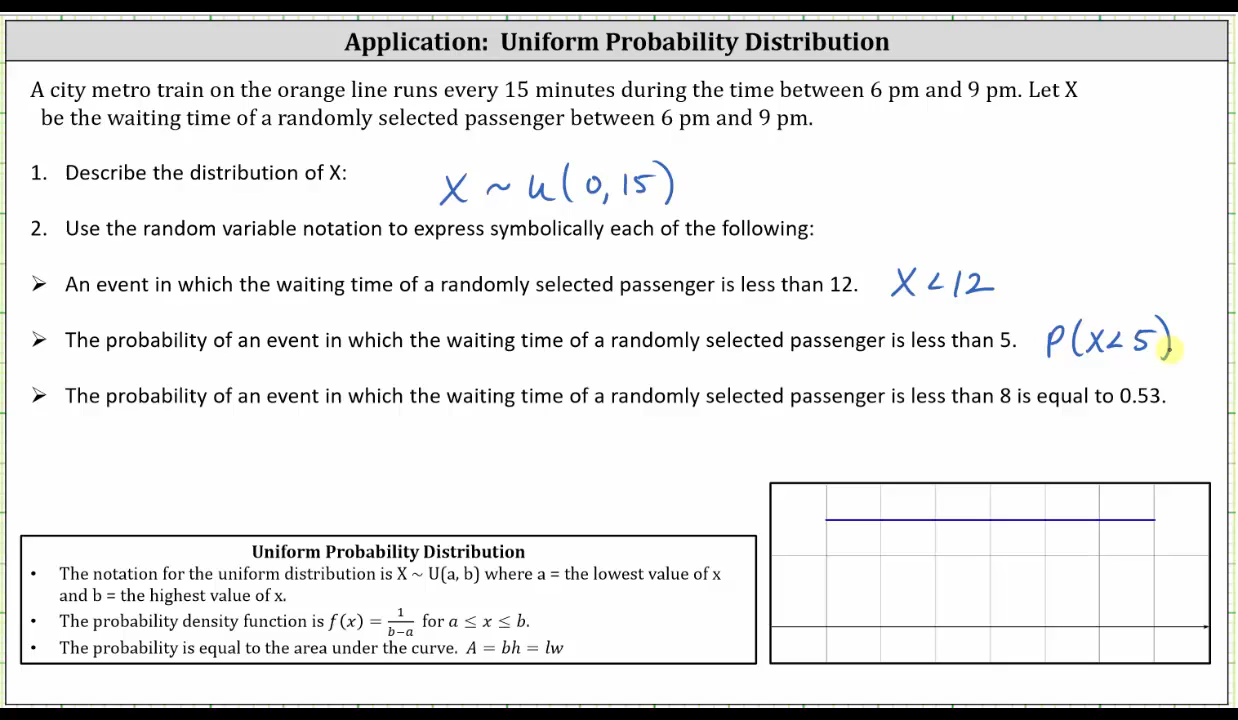 Application: Uniform Probability Distribution
A city metro train on the orange line runs every 15 minutes during the time between 6 pm and 9 pm. Let X
be the waiting time of a randomly selected passenger between 6 pm and 9 pm.
1. Describe the distribution of X: X ~ U(0,15)
2. Use the random variable notation to express symbolically each of the following:
➢ An event in which the waiting time of a randomly selected passenger is less than 12. X < 12
➢ The probability of an event in which the waiting time of a randomly selected passenger is less than 5. P(X < 5)
➢ The probability of an event in which the waiting time of a randomly selected passenger is less than 8 is equal to 0.53.
Uniform Probability Distribution
• The notation for the uniform distribution is X ~ U(a, b) where a = the lowest value of x
and b = the highest value of x.
• The probability density function is f(x) = 1/(b−a) for a ≤ x ≤ b.
• The probability is equal to the area under the curve. A = bh = lw